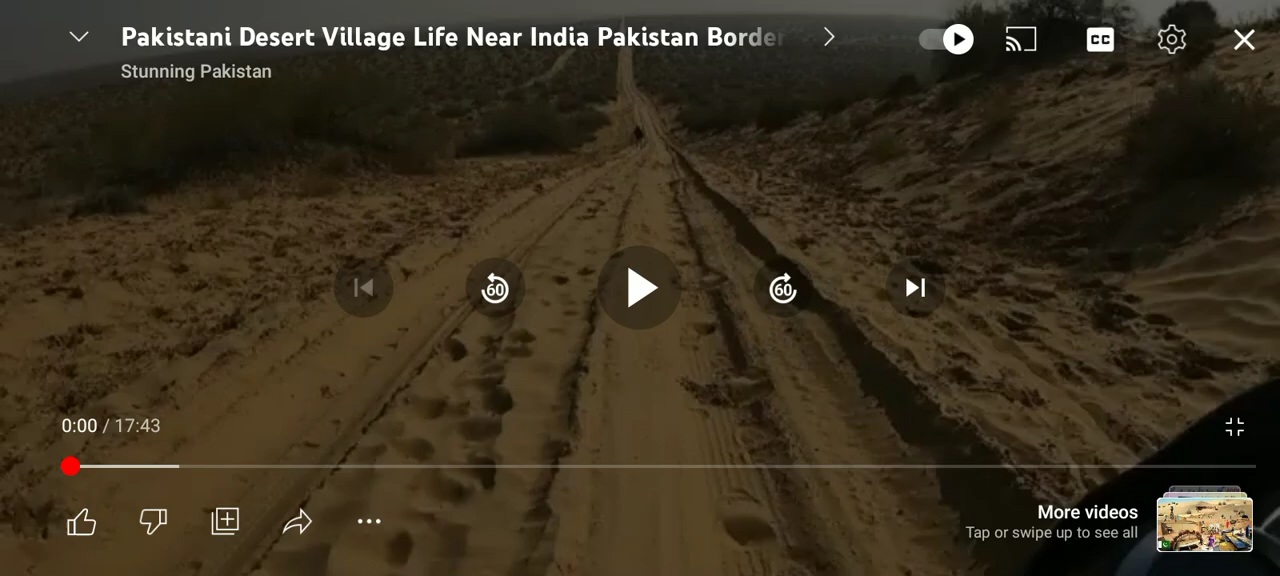 Pakistani Desert Village Life Near India Pakistan Border
Stunning Pakistan
CC
60
60
0:00 / 17:43
More videos
Tap or swipe up to see all